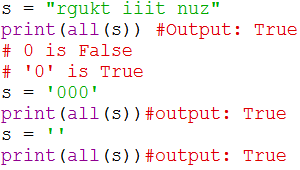 s = "rgukt iiit nuz"
print(all(s)) #Output: True
# 0 is False
# '0' is True
s = '000'
print(all(s))#output: True
s = ''
print(all(s))#output: True